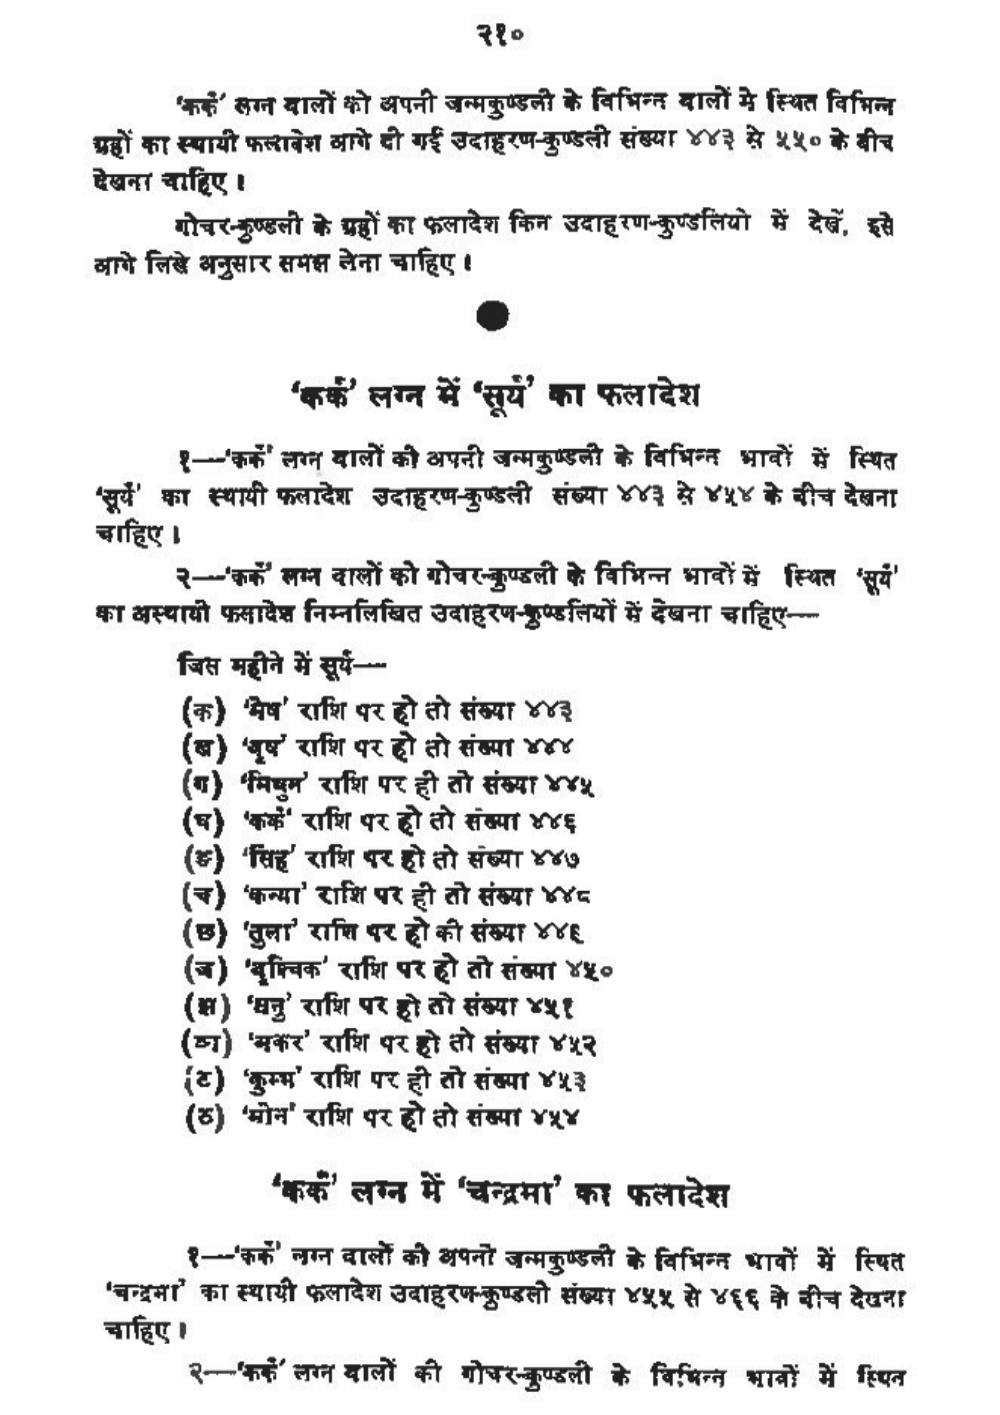 २१०
'कर्क' लग्न वालों को अपनी जन्मकुण्डली के विभिन्न वालों मे स्थित विभिन्न
ग्रहों का स्थायी फलादेश आगे दी गई उदाहरण-कुण्डली संख्या ४४३ से ५५० के बीच
देखना चाहिए ।
गोचर-कुण्डली के ग्रहों का फलादेश किन उदाहरण-कुण्डलियो में देखें, इसे
आगे लिखे अनुसार समझ लेना चाहिए ।
'कर्क' लग्न में 'सूर्य' का फलादेश
१—'कर्क' लग्न वालों को अपनी जन्मकुण्डली के विभिन्न भावों में स्थित
'सूर्य' का स्थायी फलादेश उदाहरण-कुण्डली संख्या ४४३ से ४५४ के बीच देखना
चाहिए ।
२—'कर्क' लग्न वालों को गोचर-कुण्डली के विभिन्न भावों में स्थित 'सूर्य'
का अस्थायी फलादेश निम्नलिखित उदाहरण-कुण्डलियों में देखना चाहिए—
जिस महीने में सूर्य—
(क) 'मेष' राशि पर हो तो संख्या ४४३
(ख) 'वृष' राशि पर हो तो संख्या ४४४
(ग) 'मिथुन' राशि पर हो तो संख्या ४४५
(घ) 'कर्क' राशि पर हो तो संख्या ४४६
(ङ) 'सिंह' राशि पर हो तो संख्या ४४७
(च) 'कन्या' राशि पर हो तो संख्या ४४८
(छ) 'तुला' राशि पर हो की संख्या ४४९
(ज) 'वृश्चिक' राशि पर हो तो संख्या ४५०
(झ) 'धनु' राशि पर हो तो संख्या ४५१
(ञ) 'मकर' राशि पर हो तो संख्या ४५२
(ट) 'कुम्भ' राशि पर हो तो संख्या ४५३
(ठ) 'मीन' राशि पर हो तो संख्या ४५४
'कर्क' लग्न में 'चन्द्रमा' का फलादेश
१—'कर्क' लग्न वालों को अपनी जन्मकुण्डली के विभिन्न भावों में स्थित
'चन्द्रमा' का स्थायी फलादेश उदाहरण-कुण्डली संख्या ४५५ से ४६६ के बीच देखना
चाहिए ।
२—'कर्क' लग्न वालों की गोचर-कुण्डली के विभिन्न भावों में स्थित